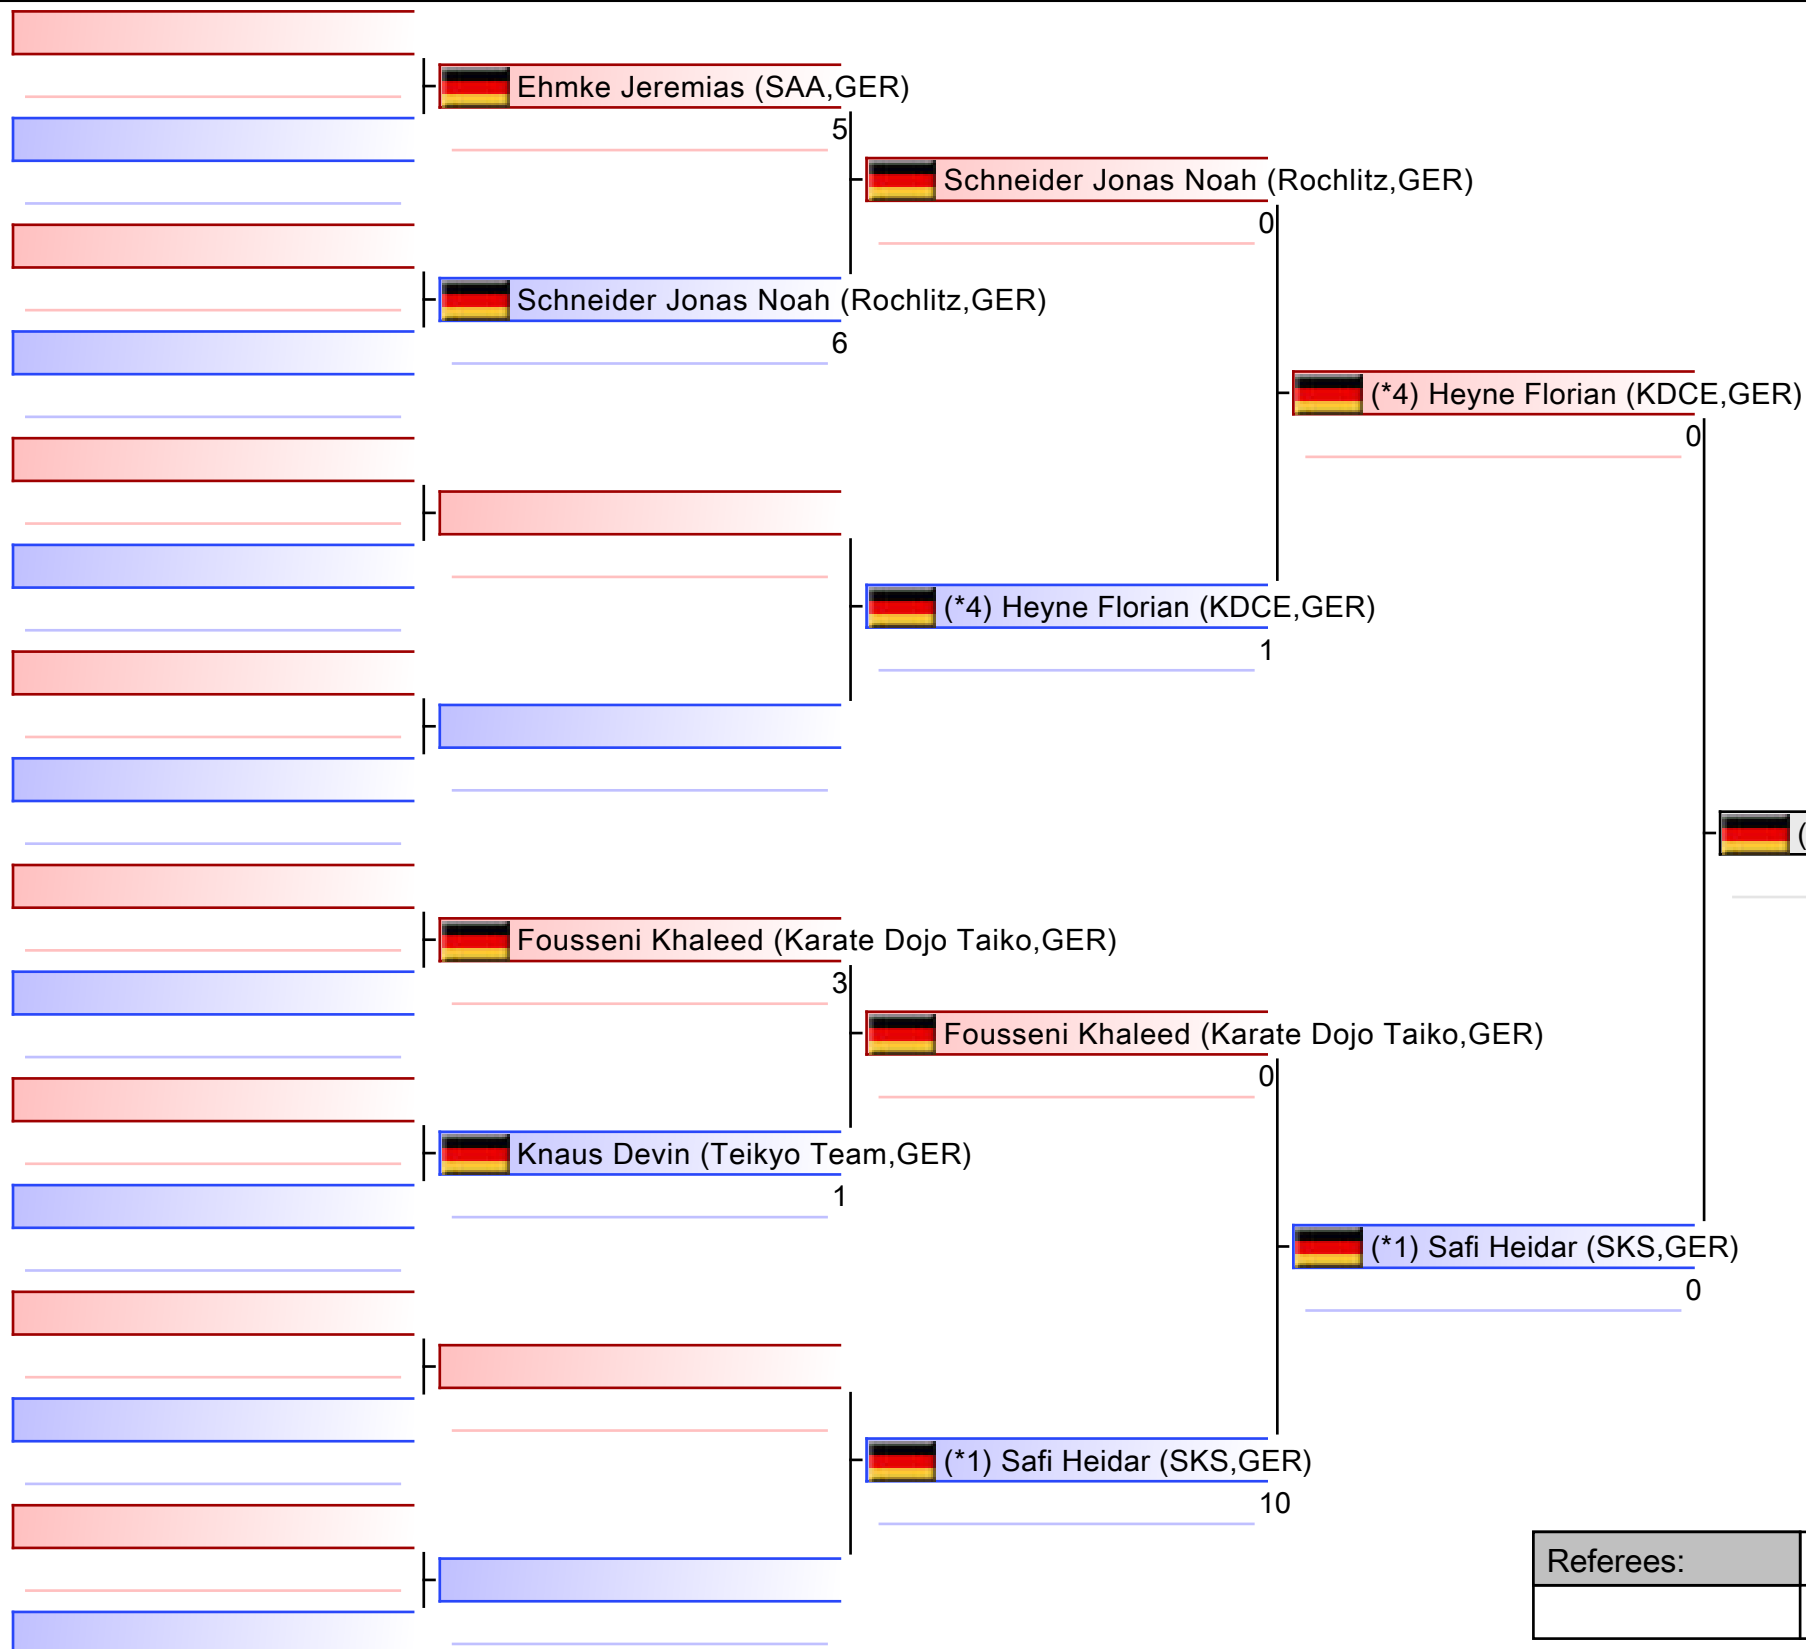 Ehmke Jeremias (SAA,GER)
5
Schneider Jonas Noah (Rochlitz,GER)
0
Schneider Jonas Noah (Rochlitz,GER)
6
(*4) Heyne Florian (KDCE,GER)
0
(*4) Heyne Florian (KDCE,GER)
1
(
Fousseni Khaleed (Karate Dojo Taiko,GER)
3
Fousseni Khaleed (Karate Dojo Taiko,GER)
0
Knaus Devin (Teikyo Team,GER)
1
(*1) Safi Heidar (SKS,GER)
0
(*1) Safi Heidar (SKS,GER)
10
Referees: